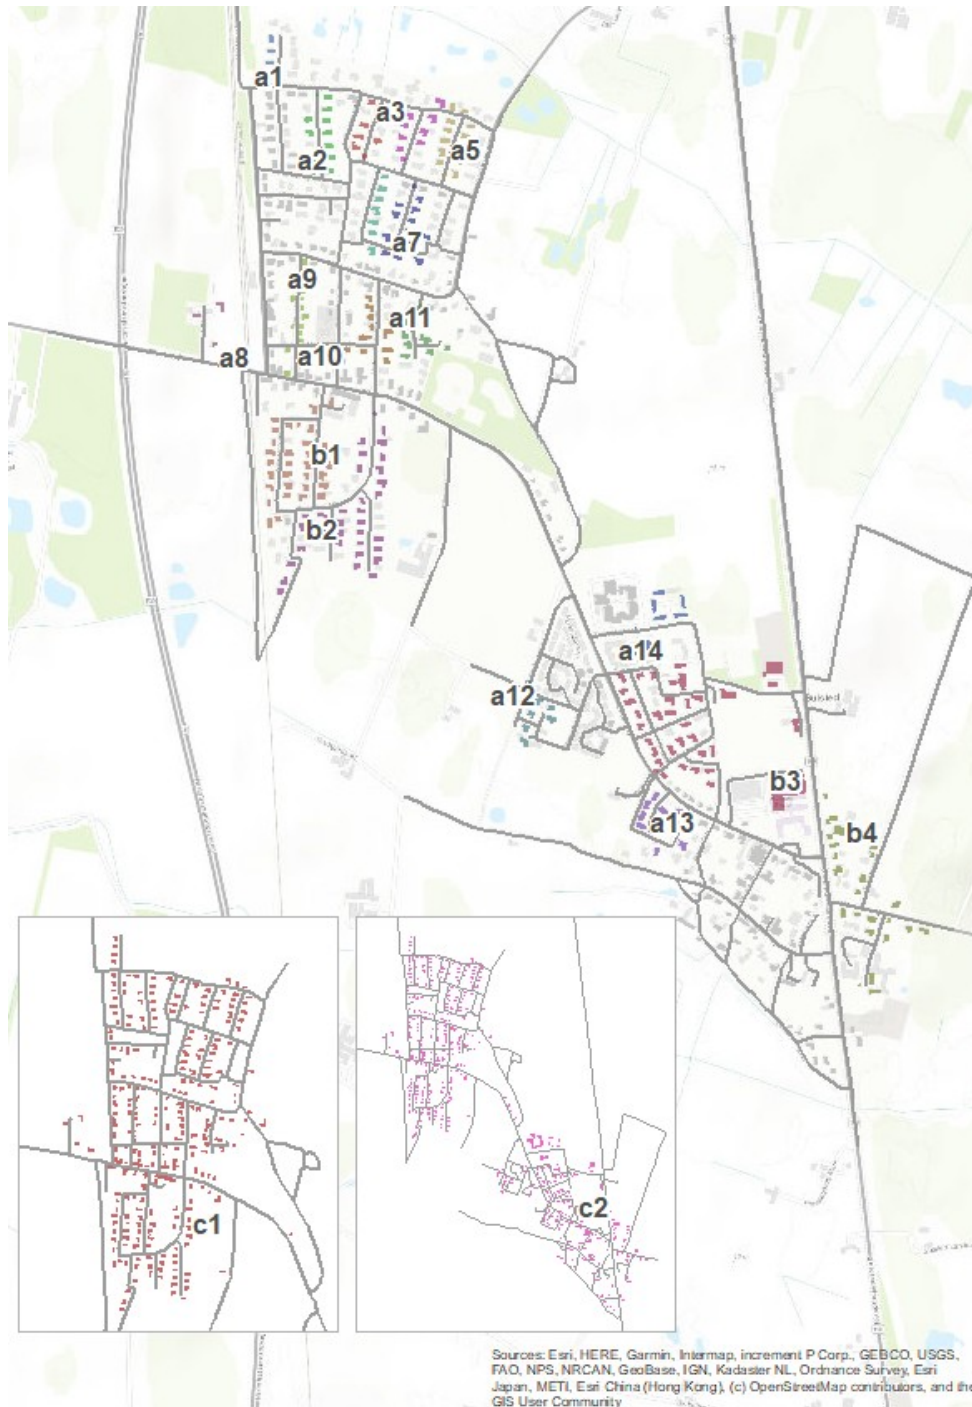 a1
a3
a2
a5
a7
a9
a11
a8
a10
b1
b2
a14
a12
b3
a13
b4
c1
c2
Sources: Esri, HERE, Garmin, Intermap, increment P Corp., GEBCO, USGS,
FAO, NPS, NRCAN, GeoBase, IGN, Kadaster NL, Ordnance Survey, Esri
Japan, METI, Esri China (Hong Kong), (c) OpenStreetMap contributors, and the
GIS User Community